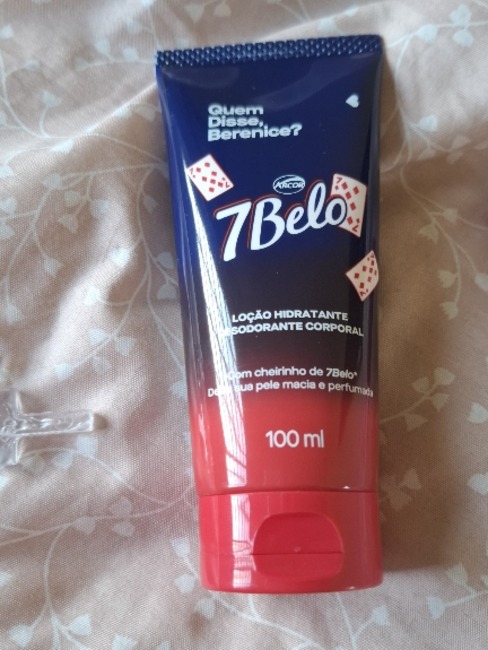 Quem
Disse,
Berenice?
ARCOR
7Belo
LOÇÃO HIDRATANTE
DESODORANTE CORPORAL
Com cheirinho de 7Belo*
sua pele macia e perfumada
100 ml